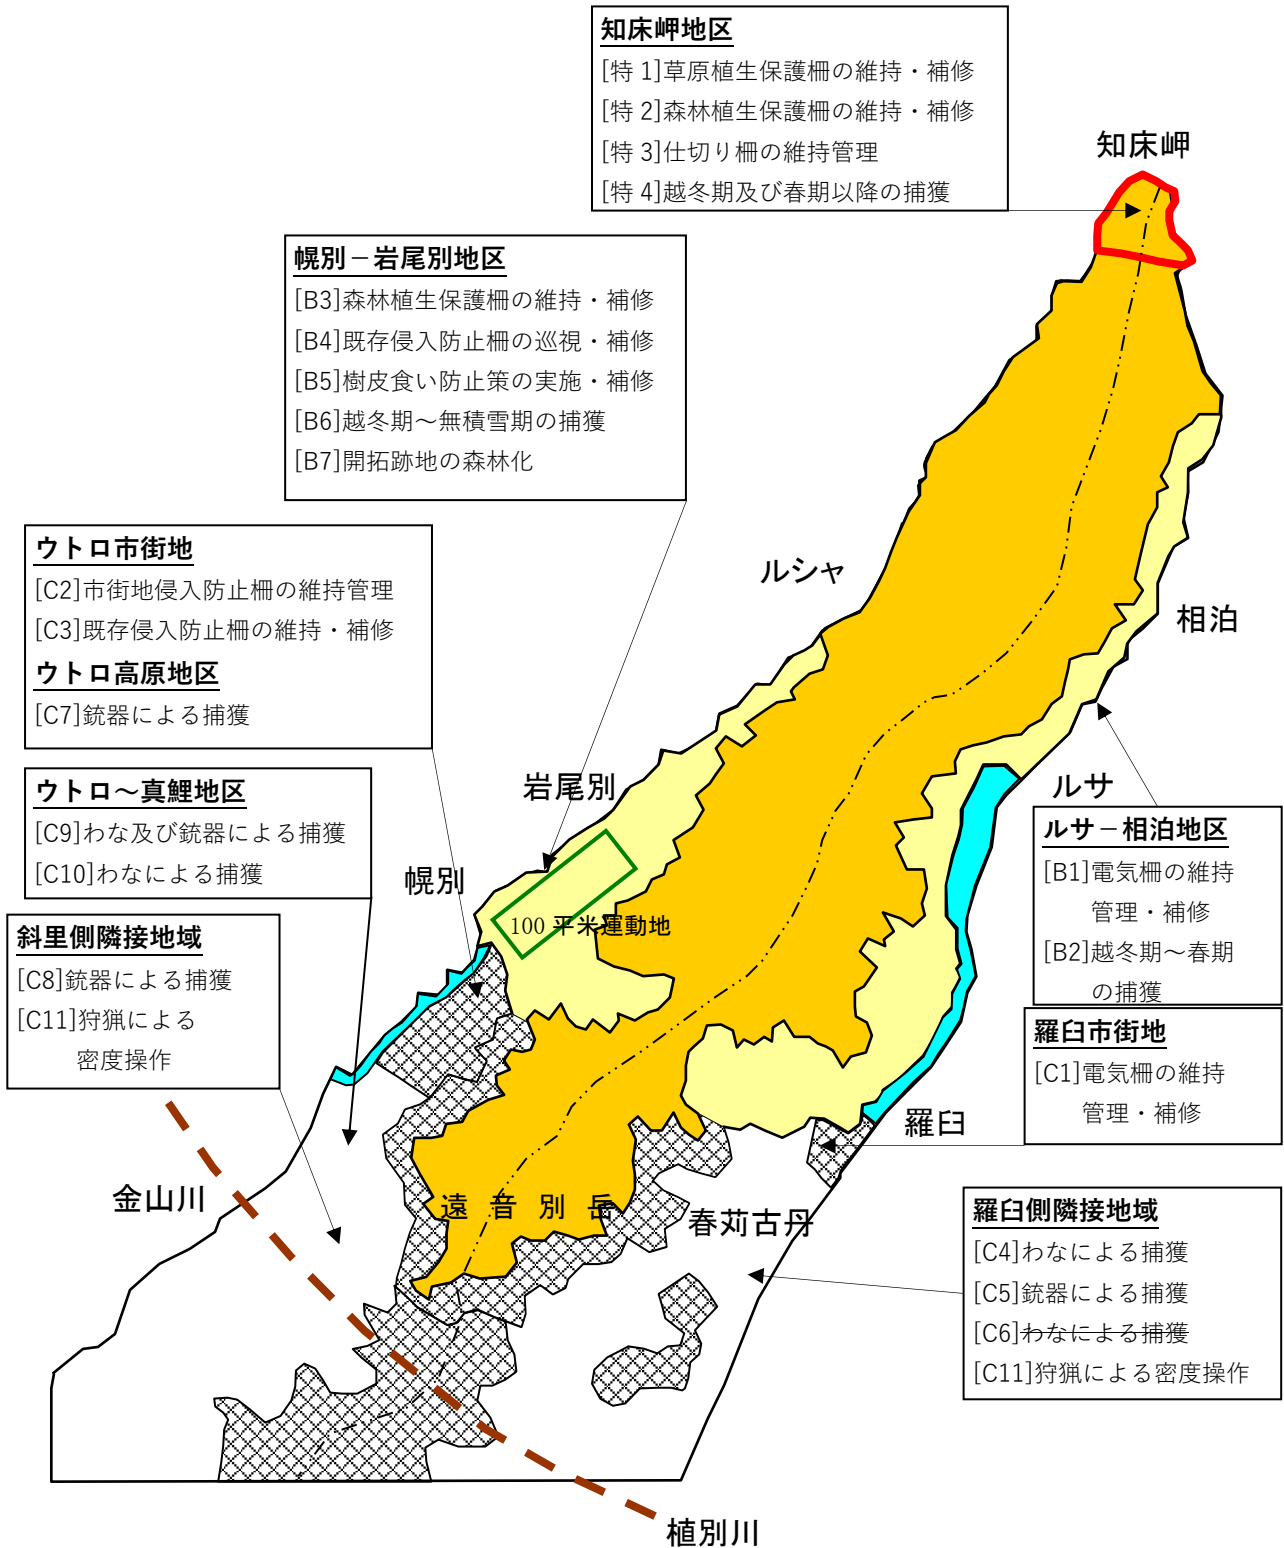 知床岬地区
[特 1]草原植生保護柵の維持・補修
[特 2]森林植生保護柵の維持・補修
[特 3]仕切り柵の維持管理
[特 4]越冬期及び春期以降の捕獲
知床岬
幌別－岩尾別地区
[B3]森林植生保護柵の維持・補修
[B4]既存侵入防止柵の巡視・補修
[B5]樹皮食い防止策の実施・補修
[B6]越冬期～無積雪期の捕獲
[B7]開拓跡地の森林化
ウトロ市街地
[C2]市街地侵入防止柵の維持管理
[C3]既存侵入防止柵の維持・補修
ウトロ高原地区
[C7]銃器による捕獲
ルシャ
相泊
ウトロ～真鯉地区
[C9]わな及び銃器による捕獲
[C10]わなによる捕獲
岩尾別
ルサ
幌別
100 平米運動地
ルサ－相泊地区
[B1]電気柵の維持
管理・補修
[B2]越冬期～春期
の捕獲
斜里側隣接地域
[C8]銃器による捕獲
[C11]狩猟による
密度操作
羅臼市街地
[C1]電気柵の維持
管理・補修
羅臼
金山川
遠音別岳
春苅古丹
羅臼側隣接地域
[C4]わなによる捕獲
[C5]銃器による捕獲
[C6]わなによる捕獲
[C11]狩猟による密度操作
植別川